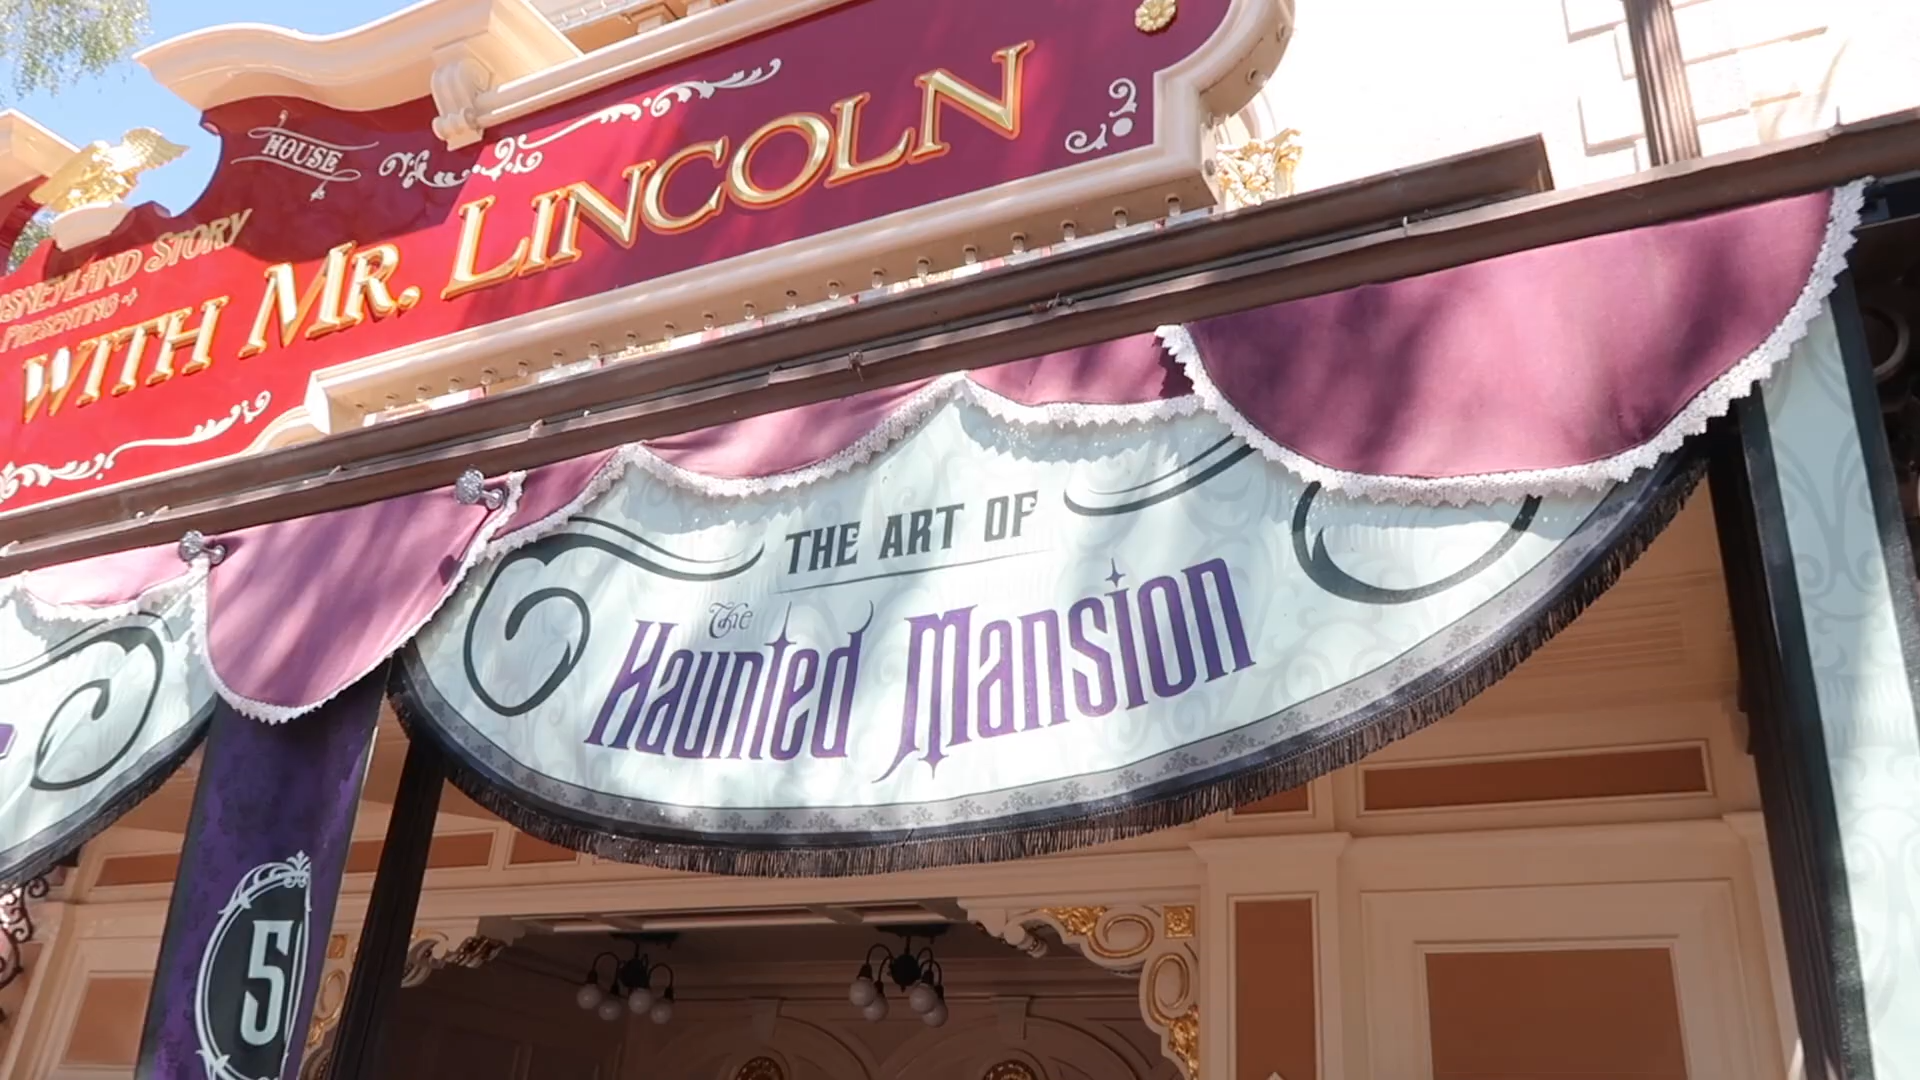 HOUSE
DISNEYLAND STORY
PRESENTING
WITH MR. LINCOLN
THE ART OF
The
Haunted Mansion
5